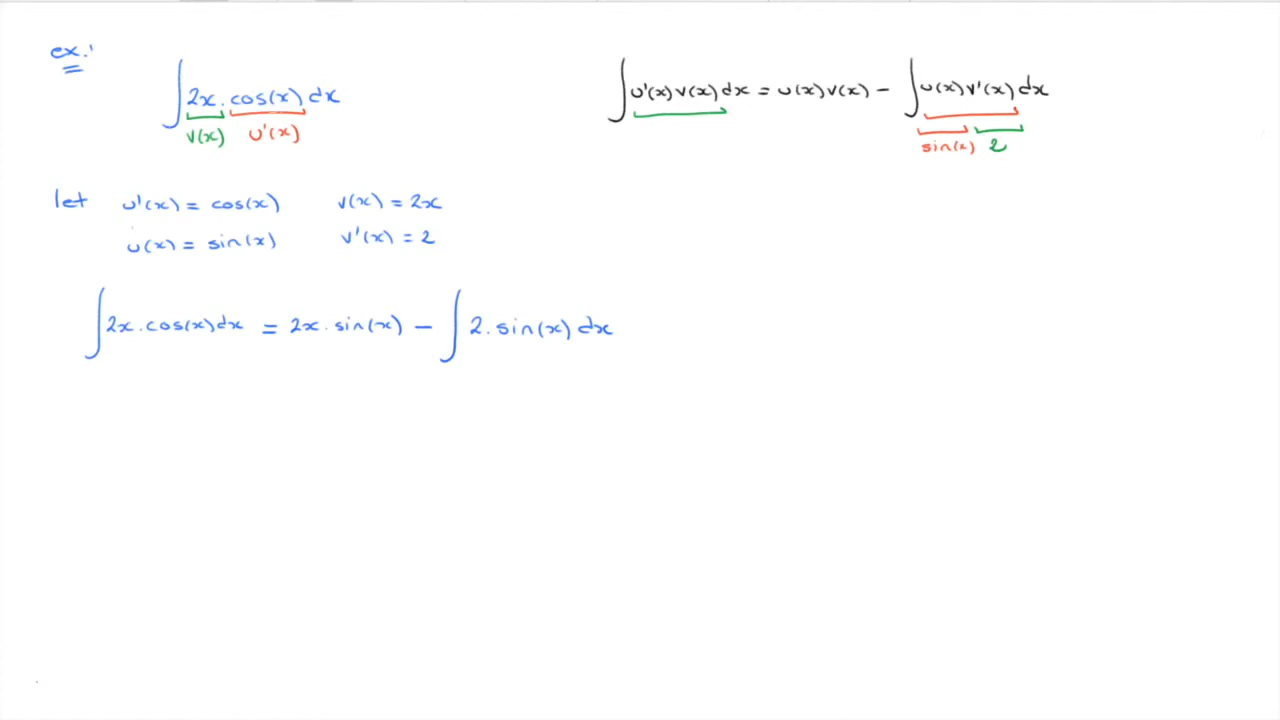 ex:
∫ 2x . cos(x) dx
v(x) u'(x)
∫ u'(x) v(x) dx = u(x) v(x) - ∫ u(x) v'(x) dx
sin(x) 2
let u'(x) = cos(x) v(x) = 2x
u(x) = sin(x) v'(x) = 2
∫ 2x . cos(x) dx = 2x . sin(x) - ∫ 2 . sin(x) dx